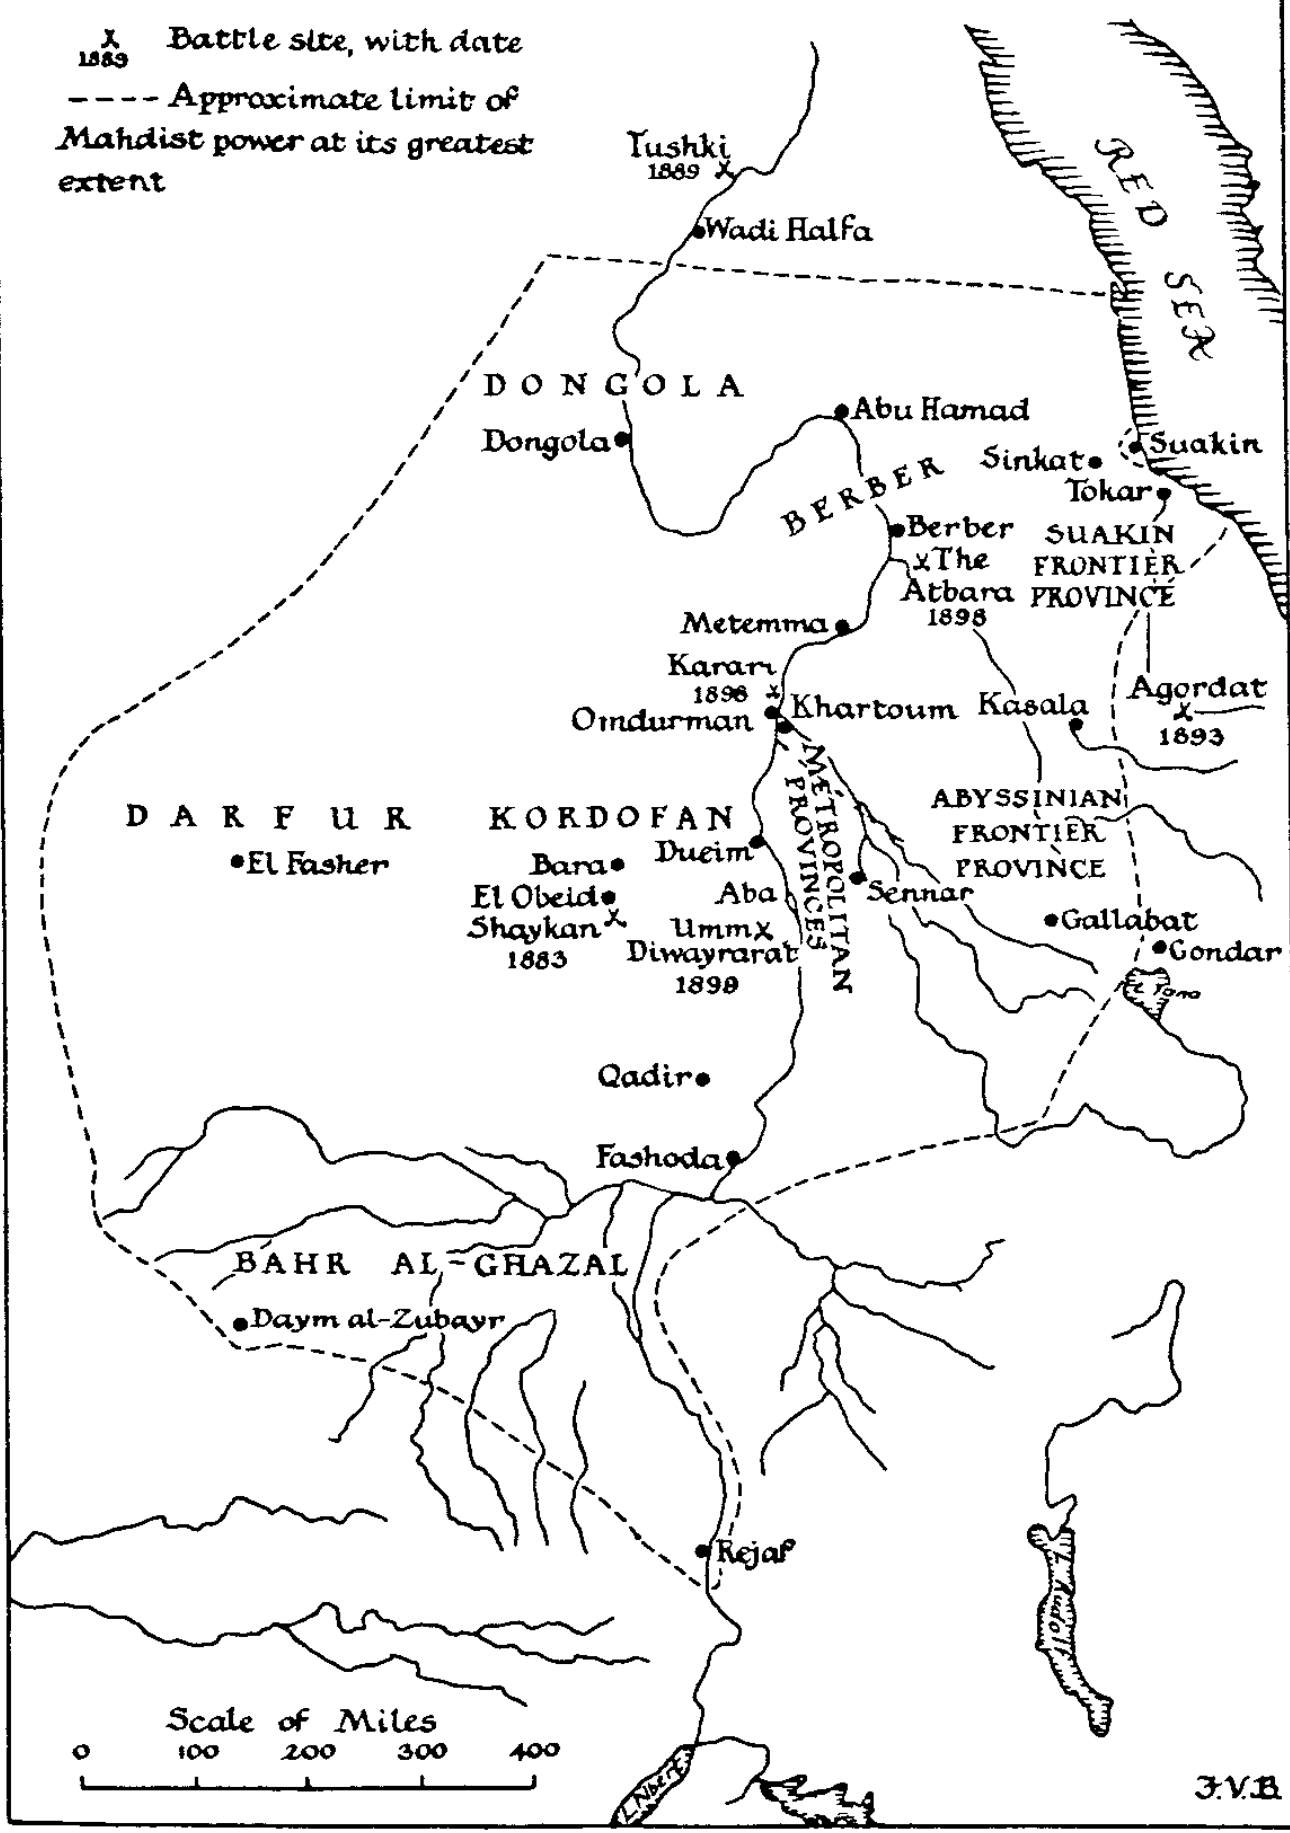 1889
Battle site, with date
Approximate limit of
Mahdist power at its greatest
extent
RED SEA
Tushki
1889
Wadi Halfa
DONGOLA
Dongola
Abu Hamad
BERBER
Sinkat
Suakin
Tokar
Berber
SUAKIN
FRONTIER
PROVINCE
The
Atbara
1898
Metemma
Karari
1898
Omdurman
Khartoum
Kasala
Agordat
1893
METROPOLITAN
PROVINCES
DARFUR
KORDOFAN
ABYSSINIAN
FRONTIER
PROVINCE
El Fasher
Bara
Dueim
El Obeid
Aba
Sennar
Shaykan
1883
Umm
Diwayrarat
1899
Gallabat
Gondar
L Tana
Qadir
Fashoda
BAHR AL-GHAZAL
Daym al-Zubayr
Rejaf
L Rudolf
Scale of Miles
0 100 200 300 400
L Albert
J.V.B.